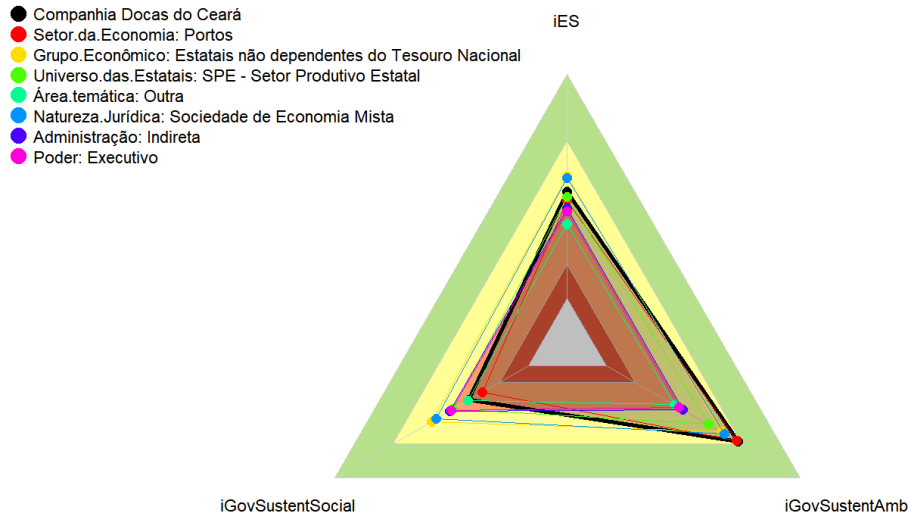 Companhia Docas do Ceará
Setor.da.Economia: Portos
Grupo.Econômico: Estatais não dependentes do Tesouro Nacional
Universo.das.Estatais: SPE - Setor Produtivo Estatal
Área.temática: Outra
Natureza.Jurídica: Sociedade de Economia Mista
Administração: Indireta
Poder: Executivo
iES
iGovSustentSocial
iGovSustentAmb